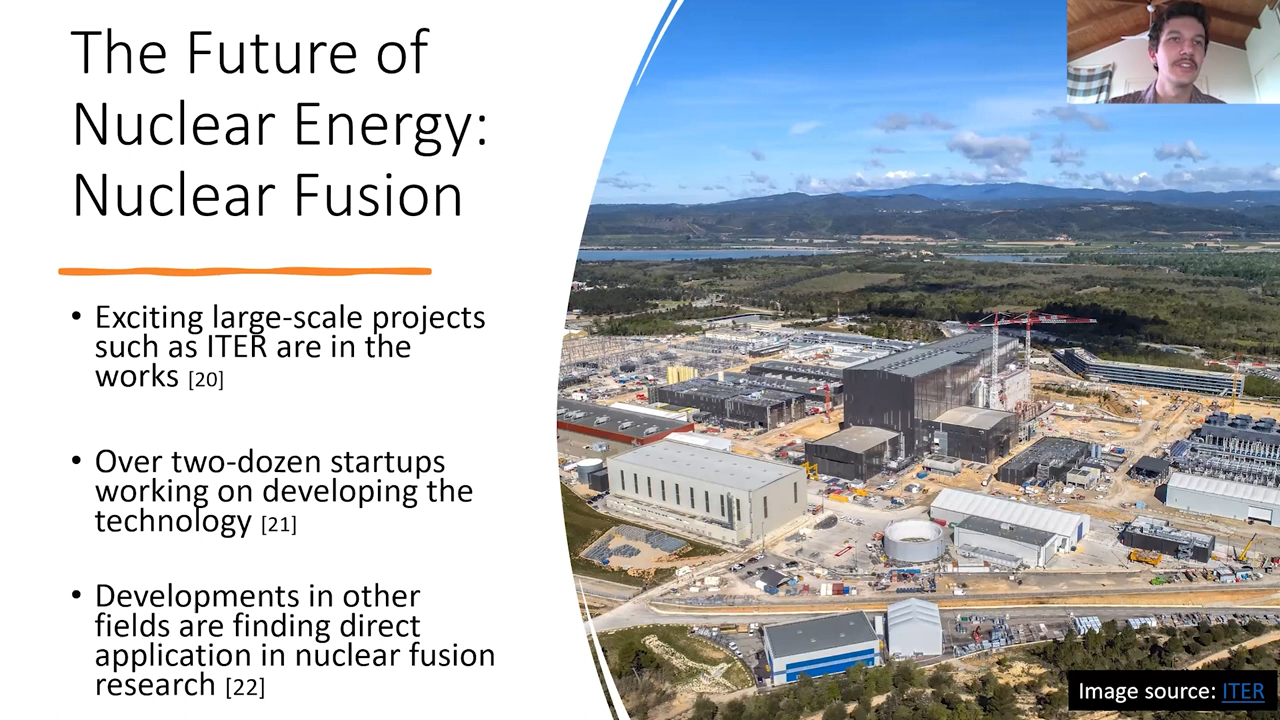 The Future of
Nuclear Energy:
Nuclear Fusion
• Exciting large-scale projects
such as ITER are in the
works [20]
• Over two-dozen startups
working on developing the
technology [21]
• Developments in other
fields are finding direct
application in nuclear fusion
research [22]
Image source: ITER